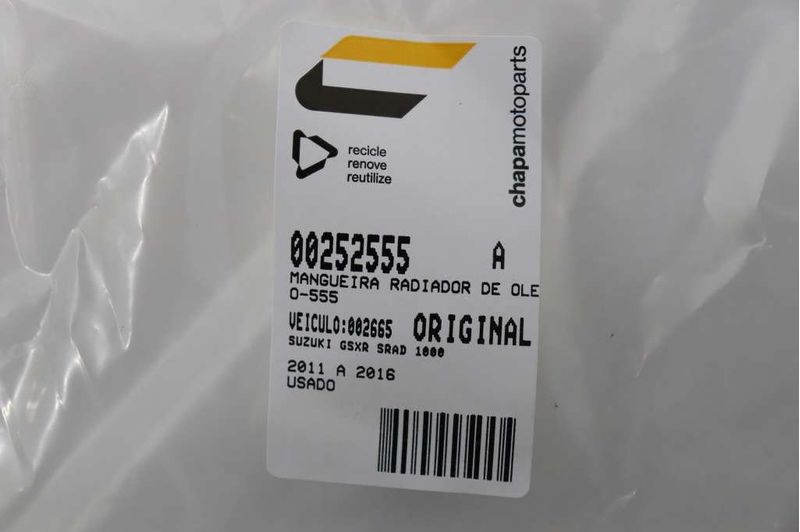 chapamotoparts
recicle
renove
reutilize
00252555 A
MANGUEIRA RADIADOR DE OLE
O-555
VEICULO:002665 ORIGINAL
SUZUKI GSXR SRAD 1000
2011 A 2016
USADO